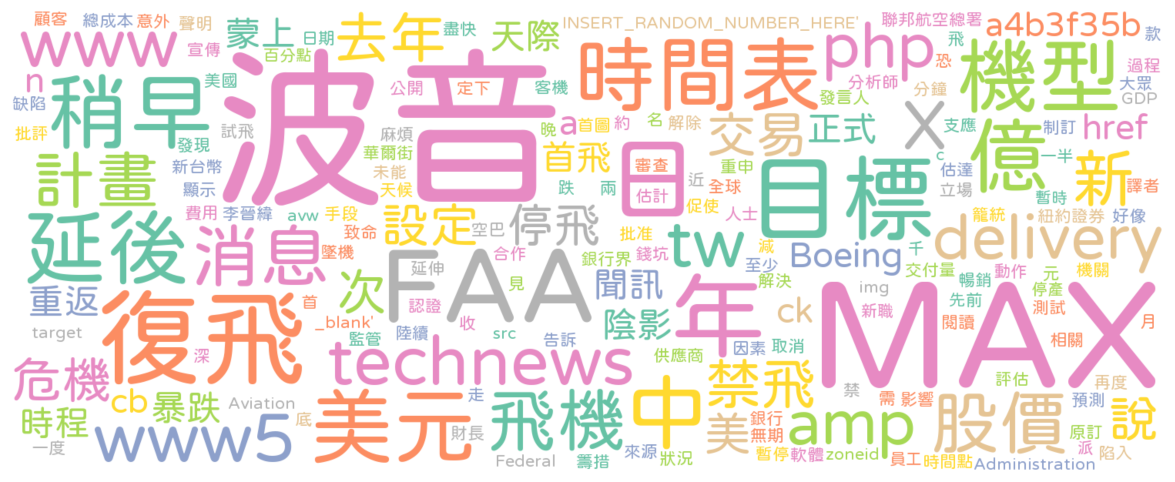 顧客 總成本 意外 聲明 去年 盡快 天際 INSERT_RANDOM_NUMBER_HERE' 聯邦航空總署 飛 款
www 宣傳 蒙上 日期 百分點 時間表 php 恐 a4b3f35b
n 美國 公開 定下 客機 分析師 機型 過程
缺陷 稍早 波音 發言人 分鐘 大眾 GDP
批評 發現 試飛 麻煩 晚 a 首圖 約 名 解除 交易 正式 X 支應 億 制訂 href
計畫 新台幣 華爾街 首飛 日 審查 重申 目標 c 估達 一半 新
顯示 未能 天候 跌 兩 估計 近 全球 立場 暫時 譯者
費用 李晉緯 avw 手段 設定 空巴 停飛 促使 人士 籠統 紐約證券 好像
延後 消息 致命 批准 減 千 delivery
墜機 次 FAA 延伸 合作 銀行界 錢坑 tw 至少 Boeing 交付量 暢銷 動作 元 機關
重返 復飛 首 認證 見 聞訊 年 解決 img 先前 停產 測試
target _blank' 監管 陸續 收 src 告訴 陰影 ck 新職 MAX 閱讀 相關 月
危機 深 technews 供應商 因素 取消
cb 暴跌 Aviation 美元 走 飛機 中 禁飛 禁 需 影響 評估 再度 預測
時程 底 財長 美 銀行 amp 股價 原訂 說
一度 www5 Federal 籌措 來源 狀況 無期 暫停 軟體 zoneid 員工 時間點 Administration 派 陷入